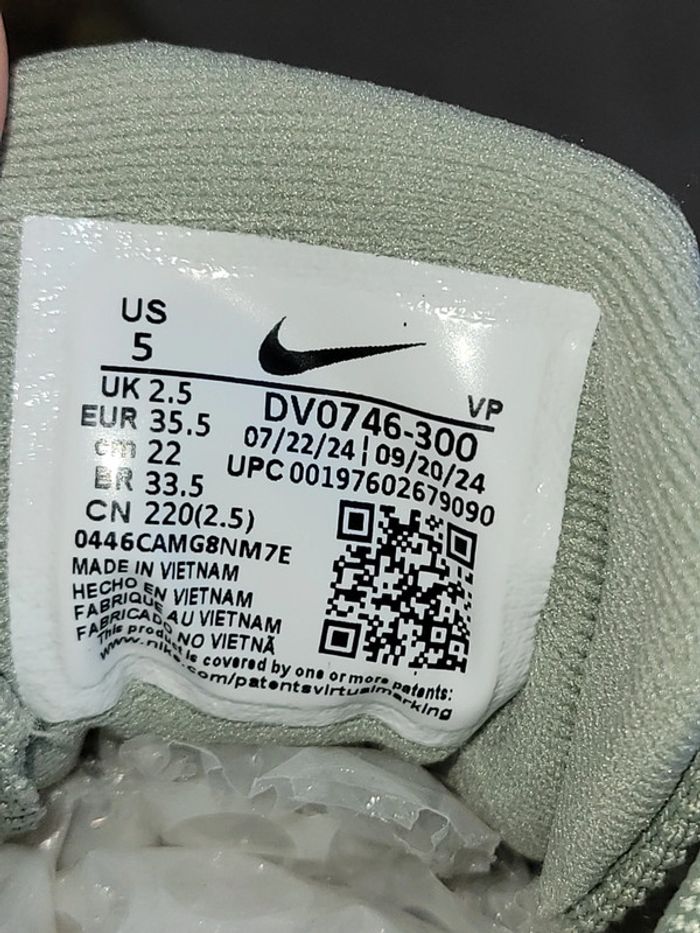 US
5
UK 2.5
EUR 35.5
cm 22
BR 33.5
CN 220(2.5)
VP
DV0746-300
07/22/24 | 09/20/24
UPC 00197602679090
0446CAMG8NM7E
MADE IN VIETNAM
HECHO EN VIETNAM
FABRIQUE AU VIETNAM
FABRICADO NO VIETNÃ
This product is covered by one or more patents:
www.nike.com/patentsvirtualmarking